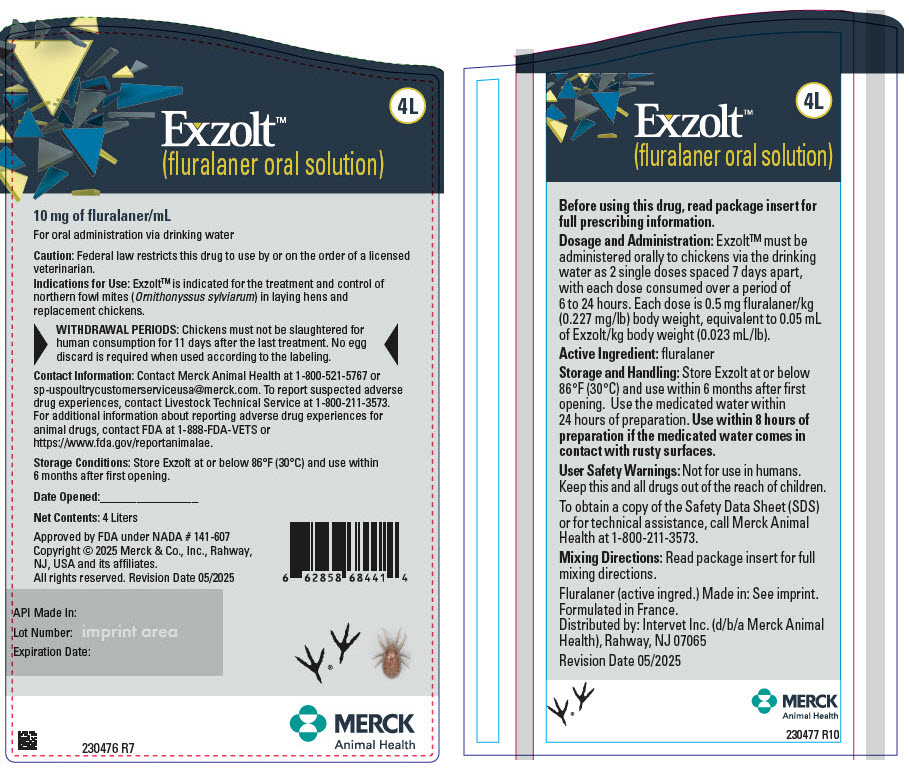 4L
Exzolt™
(fluralaner oral solution)
10 mg of fluralaner/mL
For oral administration via drinking water
Caution: Federal law restricts this drug to use by or on the order of a licensed
veterinarian.
Indications for Use: Exzolt™ is indicated for the treatment and control of
northern fowl mites (Ornithonyssus sylviarum) in laying hens and
replacement chickens.
WITHDRAWAL PERIODS: Chickens must not be slaughtered for
human consumption for 11 days after the last treatment. No egg
discard is required when used according to the labeling.
Contact Information: Contact Merck Animal Health at 1-800-521-5767 or
sp-uspoultrycustomerserviceusa@merck.com. To report suspected adverse
drug experiences, contact Livestock Technical Service at 1-800-211-3573.
For additional information about reporting adverse drug experiences for
animal drugs, contact FDA at 1-888-FDA-VETS or
https://www.fda.gov/reportanimalae.
Storage Conditions: Store Exzolt at or below 86°F (30°C) and use within
6 months after first opening.
Date Opened:_________________
Net Contents: 4 Liters
Approved by FDA under NADA # 141-607
Copyright © 2025 Merck & Co., Inc., Rahway,
NJ, USA and its affiliates.
All rights reserved. Revision Date 05/2025
6 62858 68441 4
API Made In:
Lot Number: imprint area
Expiration Date:
®
MERCK
Animal Health
230476 R7
4L
Exzolt™
(fluralaner oral solution)
Before using this drug, read package insert for
full prescribing information.
Dosage and Administration: Exzolt™ must be
administered orally to chickens via the drinking
water as 2 single doses spaced 7 days apart,
with each dose consumed over a period of
6 to 24 hours. Each dose is 0.5 mg fluralaner/kg
(0.227 mg/lb) body weight, equivalent to 0.05 mL
of Exzolt/kg body weight (0.023 mL/lb).
Active Ingredient: fluralaner
Storage and Handling: Store Exzolt at or below
86°F (30°C) and use within 6 months after first
opening. Use the medicated water within
24 hours of preparation. Use within 8 hours of
preparation if the medicated water comes in
contact with rusty surfaces.
User Safety Warnings: Not for use in humans.
Keep this and all drugs out of the reach of children.
To obtain a copy of the Safety Data Sheet (SDS)
or for technical assistance, call Merck Animal
Health at 1-800-211-3573.
Mixing Directions: Read package insert for full
mixing directions.
Fluralaner (active ingred.) Made in: See imprint.
Formulated in France.
Distributed by: Intervet Inc. (d/b/a Merck Animal
Health), Rahway, NJ 07065
Revision Date 05/2025
®
MERCK
Animal Health
230477 R10